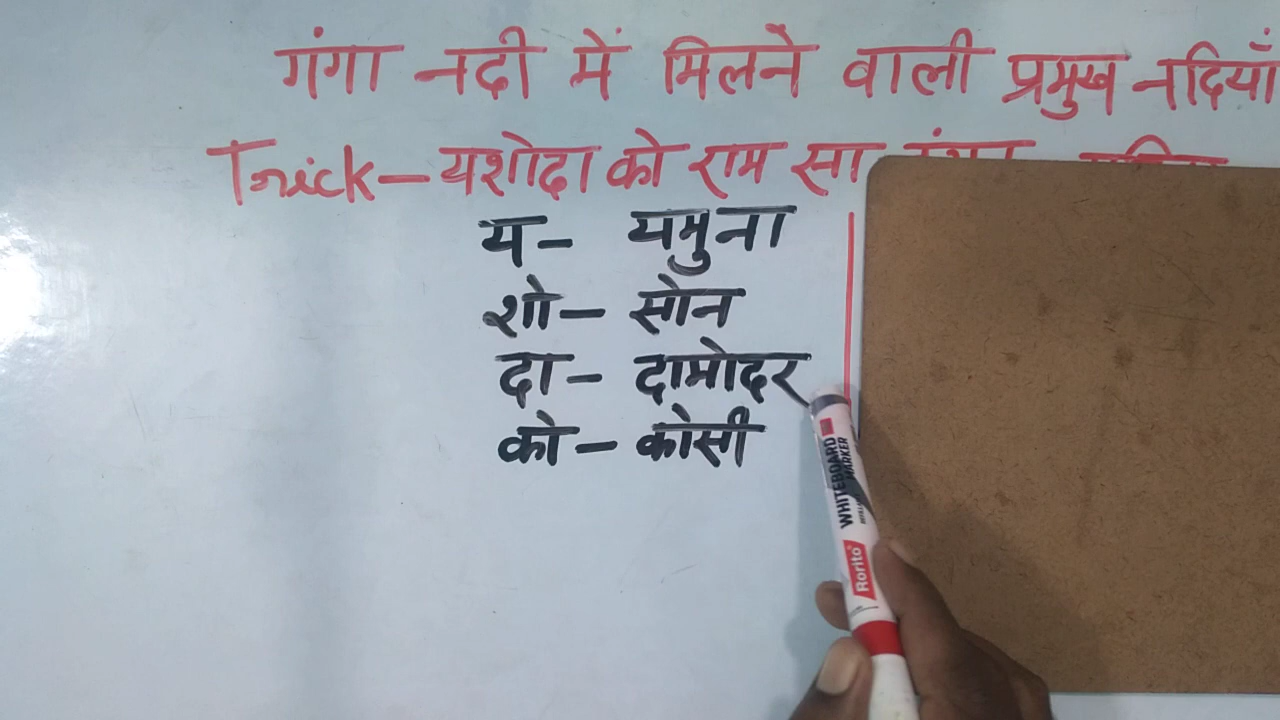 गंगा नदी में मिलने वाली प्रमुख नदियाँ
Trick-यशोदा को राम सा
य- यमुना
शो- सोन
दा- दामोदर
को- कोसी
WHITEBOARD
MARKER
Rorito